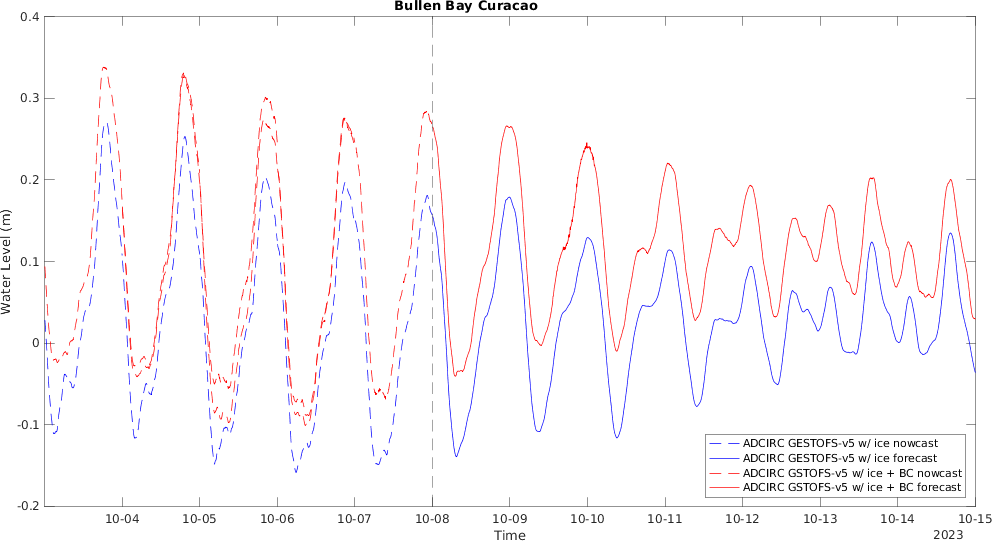 Bullen Bay Curacao
0.4
0.3
0.2
0.1
0
-0.1
-0.2
Water Level (m)
10-04
10-05
10-06
10-07
10-08
10-09
10-10
10-11
10-12
10-13
10-14
10-15
Time
2023
ADCIRC GESTOFS-v5 w/ ice nowcast
ADCIRC GESTOFS-v5 w/ ice forecast
ADCIRC GSTOFS-v5 w/ ice + BC nowcast
ADCIRC GSTOFS-v5 w/ ice + BC forecast